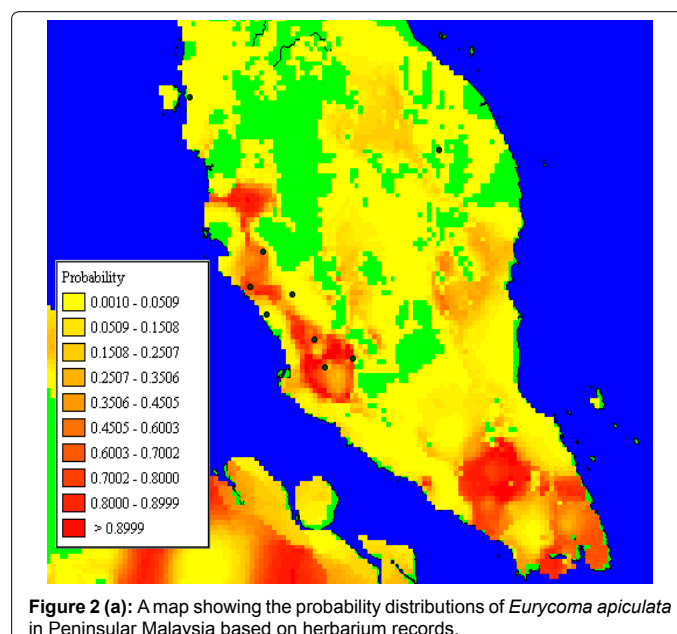 Probability
0.0010 - 0.0509
0.0509 - 0.1508
0.1508 - 0.2507
0.2507 - 0.3506
0.3506 - 0.4505
0.4505 - 0.6003
0.6003 - 0.7002
0.7002 - 0.8000
0.8000 - 0.8999
> 0.8999
Figure 2 (a): A map showing the probability distributions of Eurycoma apiculata
in Peninsular Malaysia based on herbarium records.